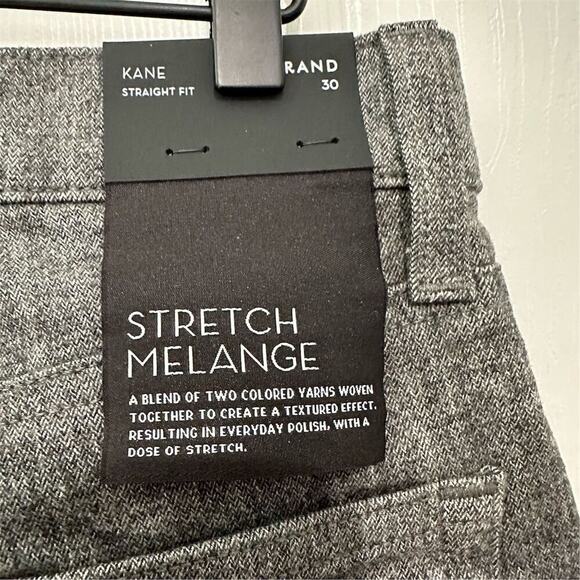 KANE
STRAIGHT FIT
RAND
30
STRETCH
MELANGE
A BLEND OF TWO COLORED YARNS WOVEN
TOGETHER TO CREATE A TEXTURED EFFECT.
RESULTING IN EVERYDAY POLISH, WITH A
DOSE OF STRETCH.